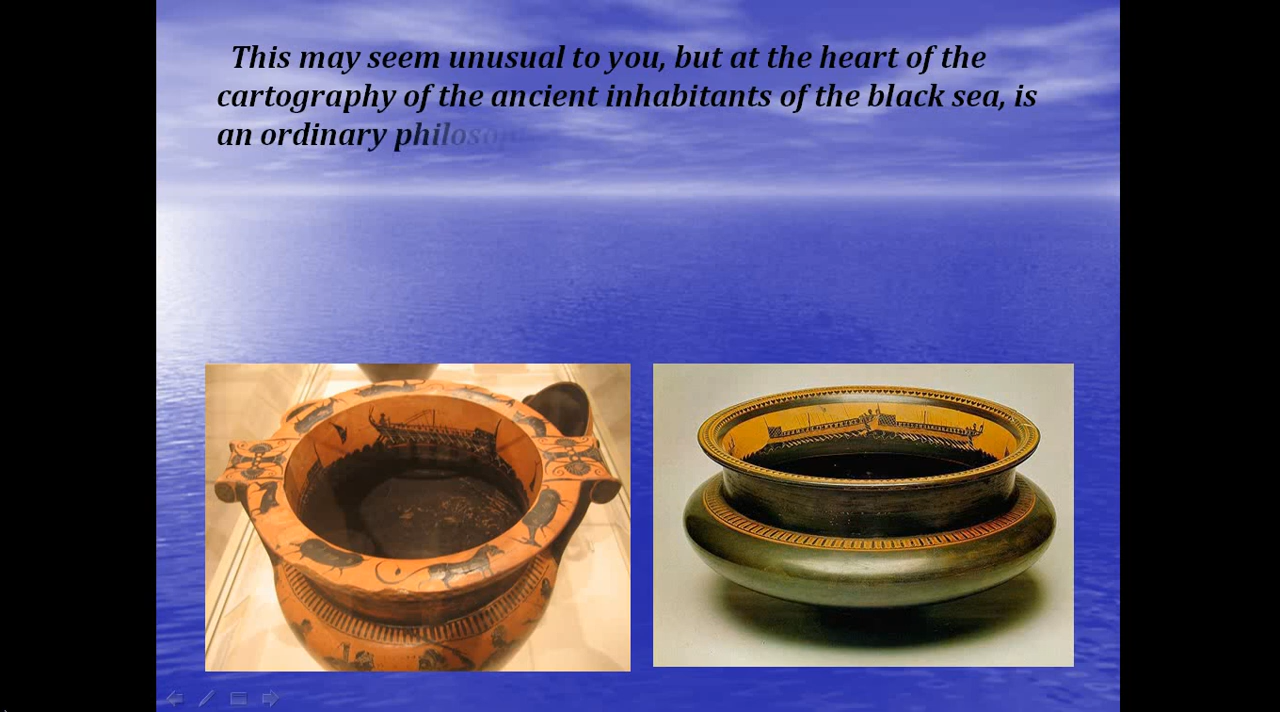 This may seem unusual to you, but at the heart of the
cartography of the ancient inhabitants of the black sea, is
an ordinary